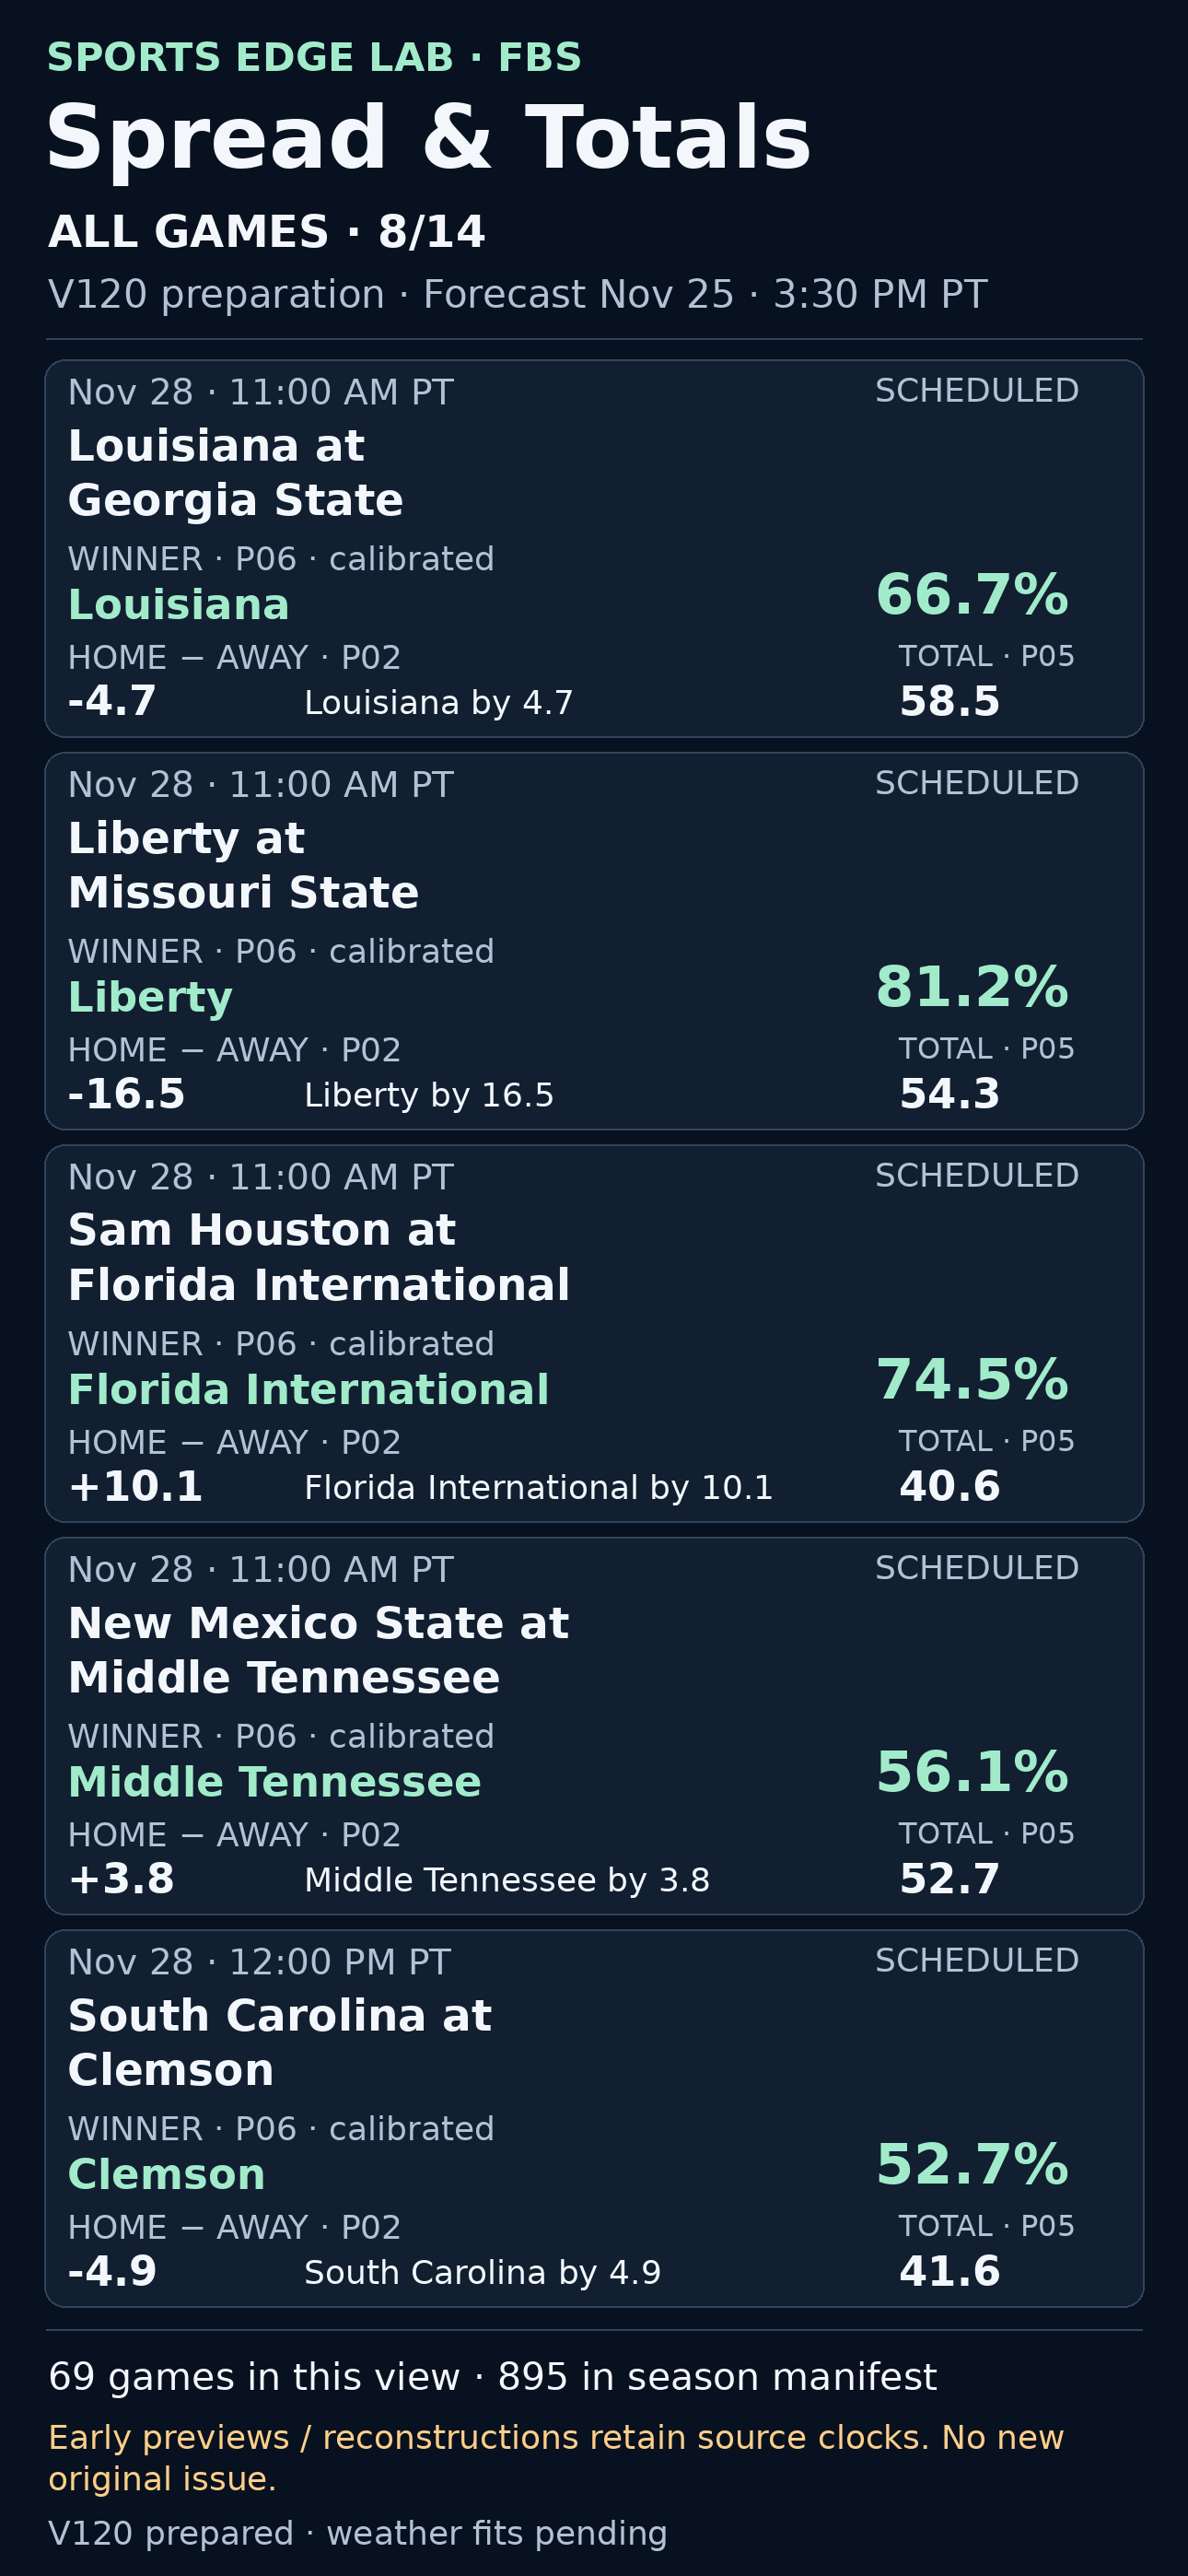 SPORTS EDGE LAB · FBS
Spread & Totals
ALL GAMES · 8/14
V120 preparation · Forecast Nov 25 · 3:30 PM PT
Nov 28 · 11:00 AM PT SCHEDULED
Louisiana at
Georgia State
WINNER · P06 · calibrated
Louisiana 66.7%
HOME − AWAY · P02 TOTAL · P05
-4.7 Louisiana by 4.7 58.5
Nov 28 · 11:00 AM PT SCHEDULED
Liberty at
Missouri State
WINNER · P06 · calibrated
Liberty 81.2%
HOME − AWAY · P02 TOTAL · P05
-16.5 Liberty by 16.5 54.3
Nov 28 · 11:00 AM PT SCHEDULED
Sam Houston at
Florida International
WINNER · P06 · calibrated
Florida International 74.5%
HOME − AWAY · P02 TOTAL · P05
+10.1 Florida International by 10.1 40.6
Nov 28 · 11:00 AM PT SCHEDULED
New Mexico State at
Middle Tennessee
WINNER · P06 · calibrated
Middle Tennessee 56.1%
HOME − AWAY · P02 TOTAL · P05
+3.8 Middle Tennessee by 3.8 52.7
Nov 28 · 12:00 PM PT SCHEDULED
South Carolina at
Clemson
WINNER · P06 · calibrated
Clemson 52.7%
HOME − AWAY · P02 TOTAL · P05
-4.9 South Carolina by 4.9 41.6
69 games in this view · 895 in season manifest
Early previews / reconstructions retain source clocks. No new
original issue.
V120 prepared · weather fits pending